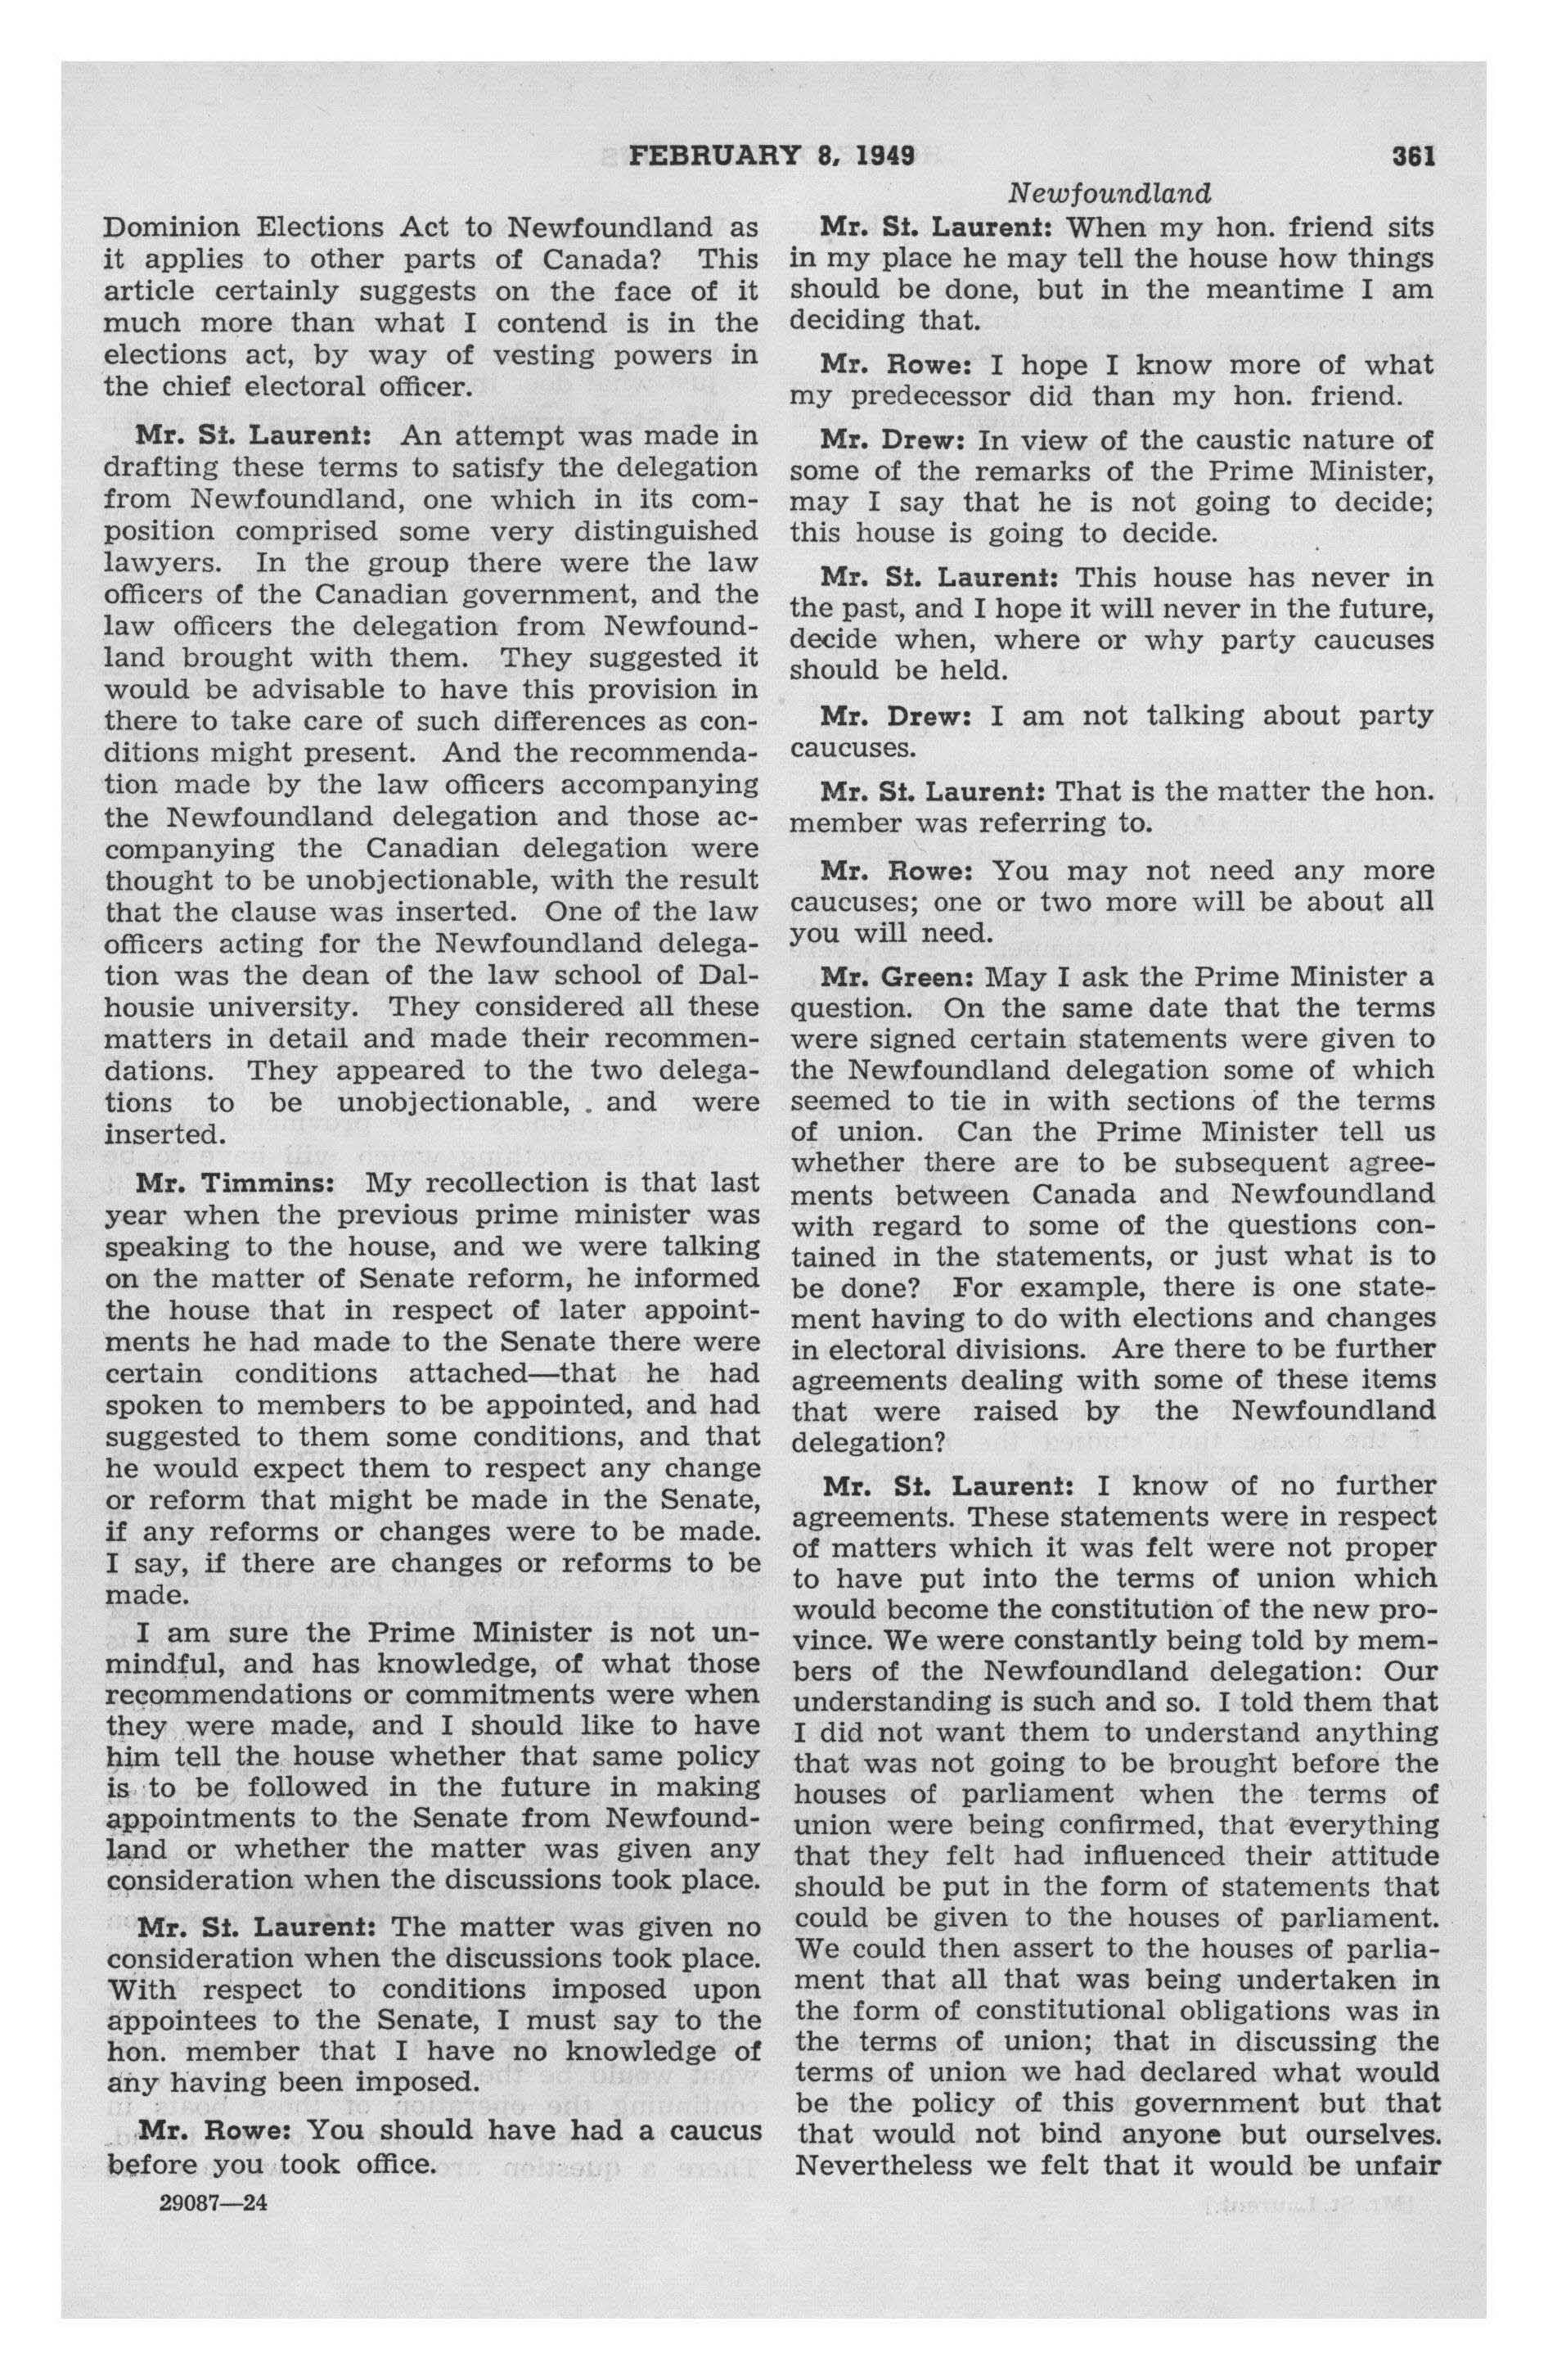 FEBRUARY 8, 1949 361
Newfoundland
Dominion Elections Act to Newfoundland as
it applies to other parts of Canada? This
article certainly suggests on the face of it
much more than what I contend is in the
elections act, by way of vesting powers in
the chief electoral officer.
Mr. St. Laurent: An attempt was made in
drafting these terms to satisfy the delegation
from Newfoundland, one which in its com-
position comprised some very distinguished
lawyers. In the group there were the law
officers of the Canadian government, and the
law officers the delegation from Newfound-
land brought with them. They suggested it
would be advisable to have this provision in
there to take care of such differences as con-
ditions might present. And the recommenda-
tion made by the law officers accompanying
the Newfoundland delegation and those ac-
companying the Canadian delegation were
thought to be unobjectionable, with the result
that the clause was inserted. One of the law
officers acting for the Newfoundland delega-
tion was the dean of the law school of Dal-
housie university. They considered all these
matters in detail and made their recommen-
dations. They appeared to the two delega-
tions to be unobjectionable, . and were
inserted.
Mr. Timmins: My recollection is that last
year when the previous prime minister was
speaking to the house, and we were talking
on the matter of Senate reform, he informed
the house that in respect of later appoint-
ments he had made to the Senate there were
certain conditions attached—that he had
spoken to members to be appointed, and had
suggested to them some conditions, and that
he would expect them to respect any change
or reform that might be made in the Senate,
if any reforms or changes were to be made.
I say, if there are changes or reforms to be
made.
I am sure the Prime Minister is not un-
mindful, and has knowledge, of what those
recommendations or commitments were when
they were made, and I should like to have
him tell the house whether that same policy
is to be followed in the future in making
appointments to the Senate from Newfound-
land or whether the matter was given any
consideration when the discussions took place.
Mr. St. Laurent: The matter was given no
consideration when the discussions took place.
With respect to conditions imposed upon
appointees to the Senate, I must say to the
hon. member that I have no knowledge of
any having been imposed.
Mr. Rowe: You should have had a caucus
before you took office.
29087—24
Mr. St. Laurent: When my hon. friend sits
in my place he may tell the house how things
should be done, but in the meantime I am
deciding that.
Mr. Rowe: I hope I know more of what
my predecessor did than my hon. friend.
Mr. Drew: In view of the caustic nature of
some of the remarks of the Prime Minister,
may I say that he is not going to decide;
this house is going to decide.
Mr. St. Laurent: This house has never in
the past, and I hope it will never in the future,
decide when, where or why party caucuses
should be held.
Mr. Drew: I am not talking about party
caucuses.
Mr. St. Laurent: That is the matter the hon.
member was referring to.
Mr. Rowe: You may not need any more
caucuses; one or two more will be about all
you will need.
Mr. Green: May I ask the Prime Minister a
question. On the same date that the terms
were signed certain statements were given to
the Newfoundland delegation some of which
seemed to tie in with sections of the terms
of union. Can the Prime Minister tell us
whether there are to be subsequent agree-
ments between Canada and Newfoundland
with regard to some of the questions con-
tained in the statements, or just what is to
be done? For example, there is one state-
ment having to do with elections and changes
in electoral divisions. Are there to be further
agreements dealing with some of these items
that were raised by the Newfoundland
delegation?
Mr. St. Laurent: I know of no further
agreements. These statements were in respect
of matters which it was felt were not proper
to have put into the terms of union which
would become the constitution of the new pro-
vince. We were constantly being told by mem-
bers of the Newfoundland delegation: Our
understanding is such and so. I told them that
I did not want them to understand anything
that was not going to be brought before the
houses of parliament when the terms of
union were being confirmed, that everything
that they felt had influenced their attitude
should be put in the form of statements that
could be given to the houses of parliament.
We could then assert to the houses of parlia-
ment that all that was being undertaken in
the form of constitutional obligations was in
the terms of union; that in discussing the
terms of union we had declared what would
be the policy of this government but that
that would not bind anyone but ourselves.
Nevertheless we felt that it would be unfair